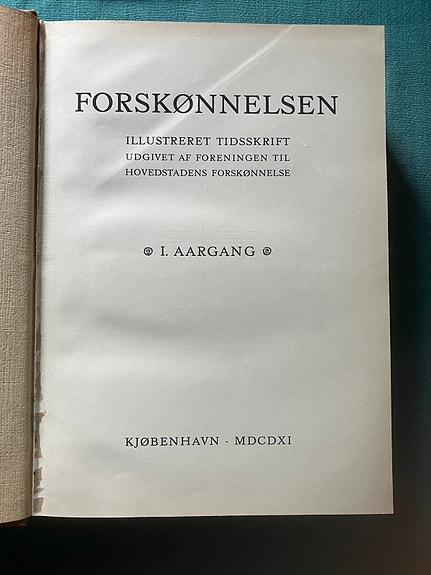 FORSKØNNELSEN
ILLUSTRERET TIDSSKRIFT
UDGIVET AF FORENINGEN TIL
HOVEDSTADENS FORSKØNNELSE
I. AARGANG
KJØBENHAVN · MDCDXI